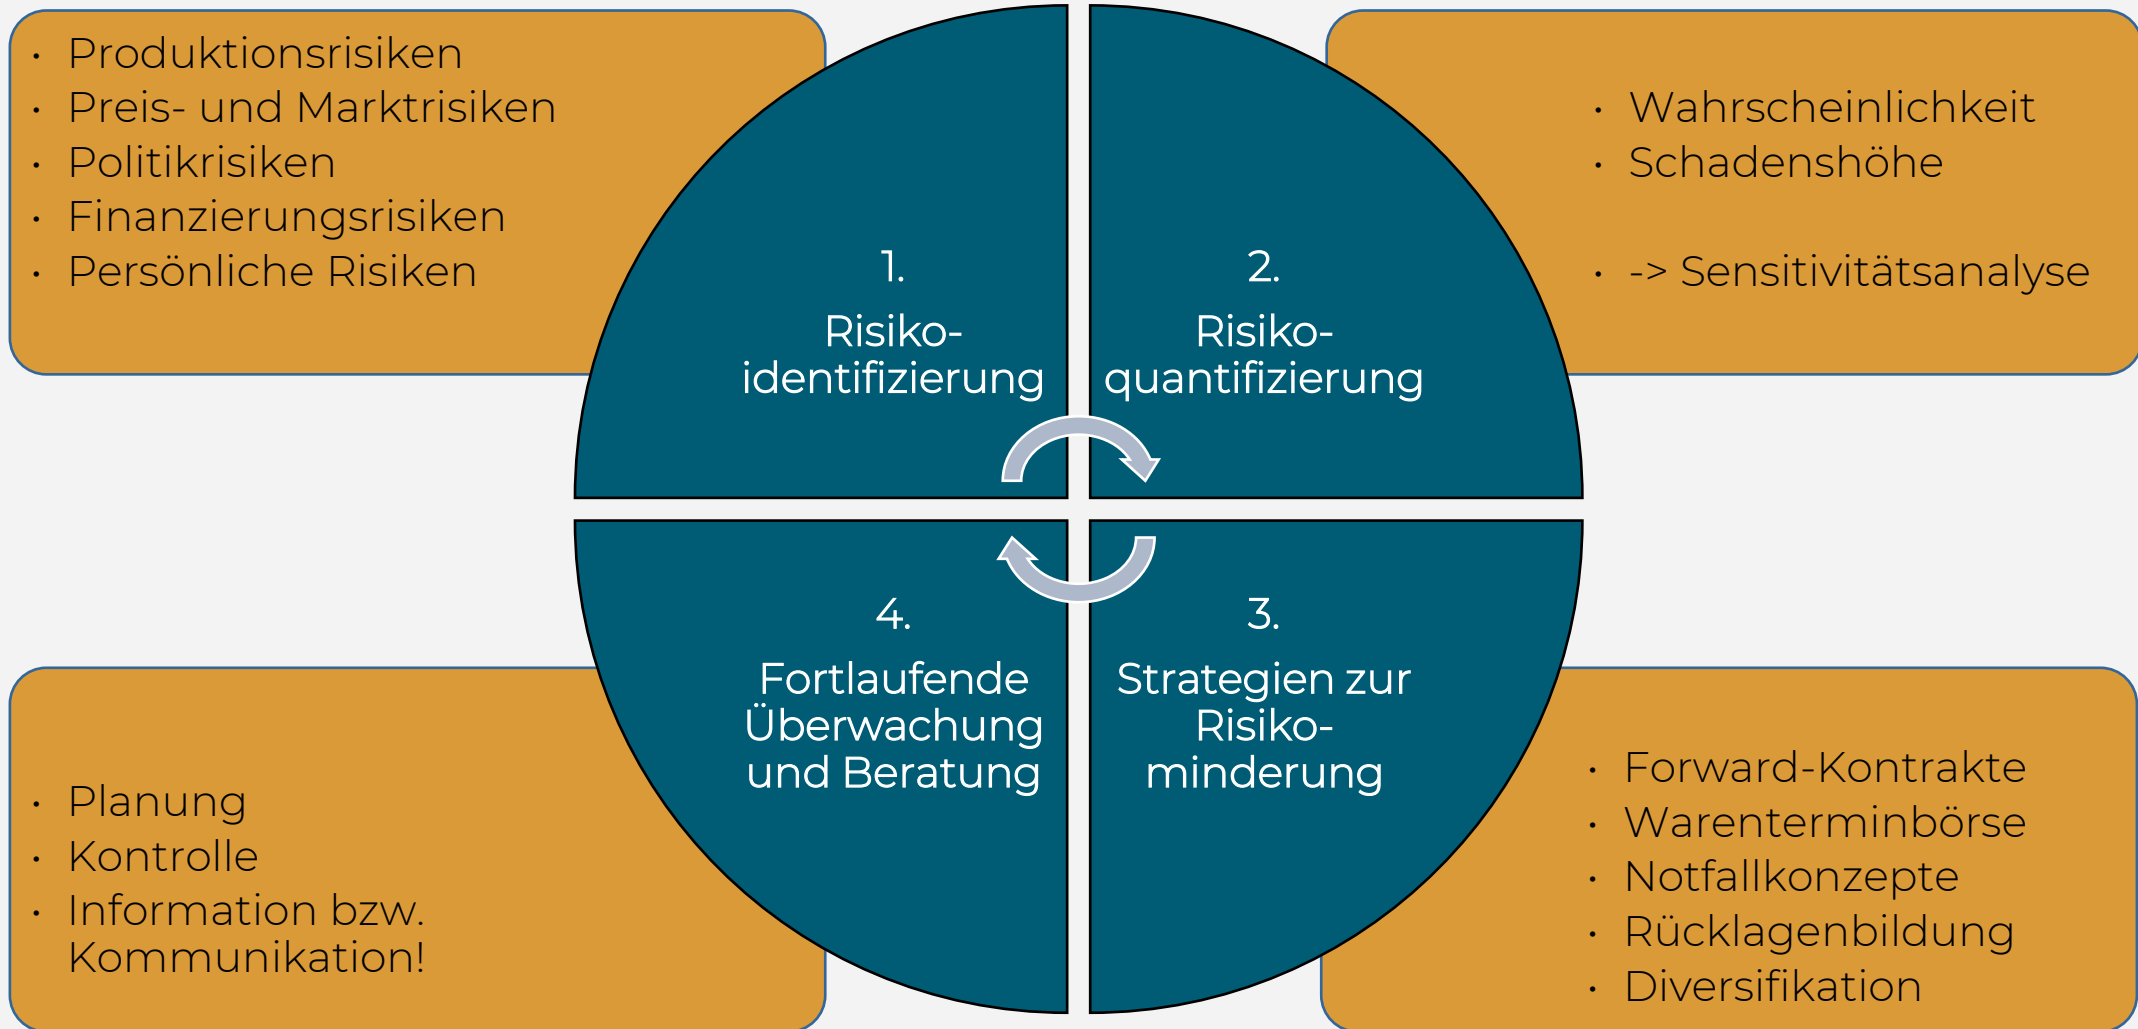 · Produktionsrisiken
· Preis- und Marktrisiken
· Politikrisiken
· Finanzierungsrisiken
· Persönliche Risiken
1.
Risiko-
identifizierung
2.
Risiko-
quantifizierung
· Wahrscheinlichkeit
· Schadenshöhe
· -> Sensitivitätsanalyse
4.
Fortlaufende
Überwachung
und Beratung
3.
Strategien zur
Risiko-
minderung
· Planung
· Kontrolle
· Information bzw.
Kommunikation!
· Forward-Kontrakte
· Warenterminbörse
· Notfallkonzepte
· Rücklagenbildung
· Diversifikation